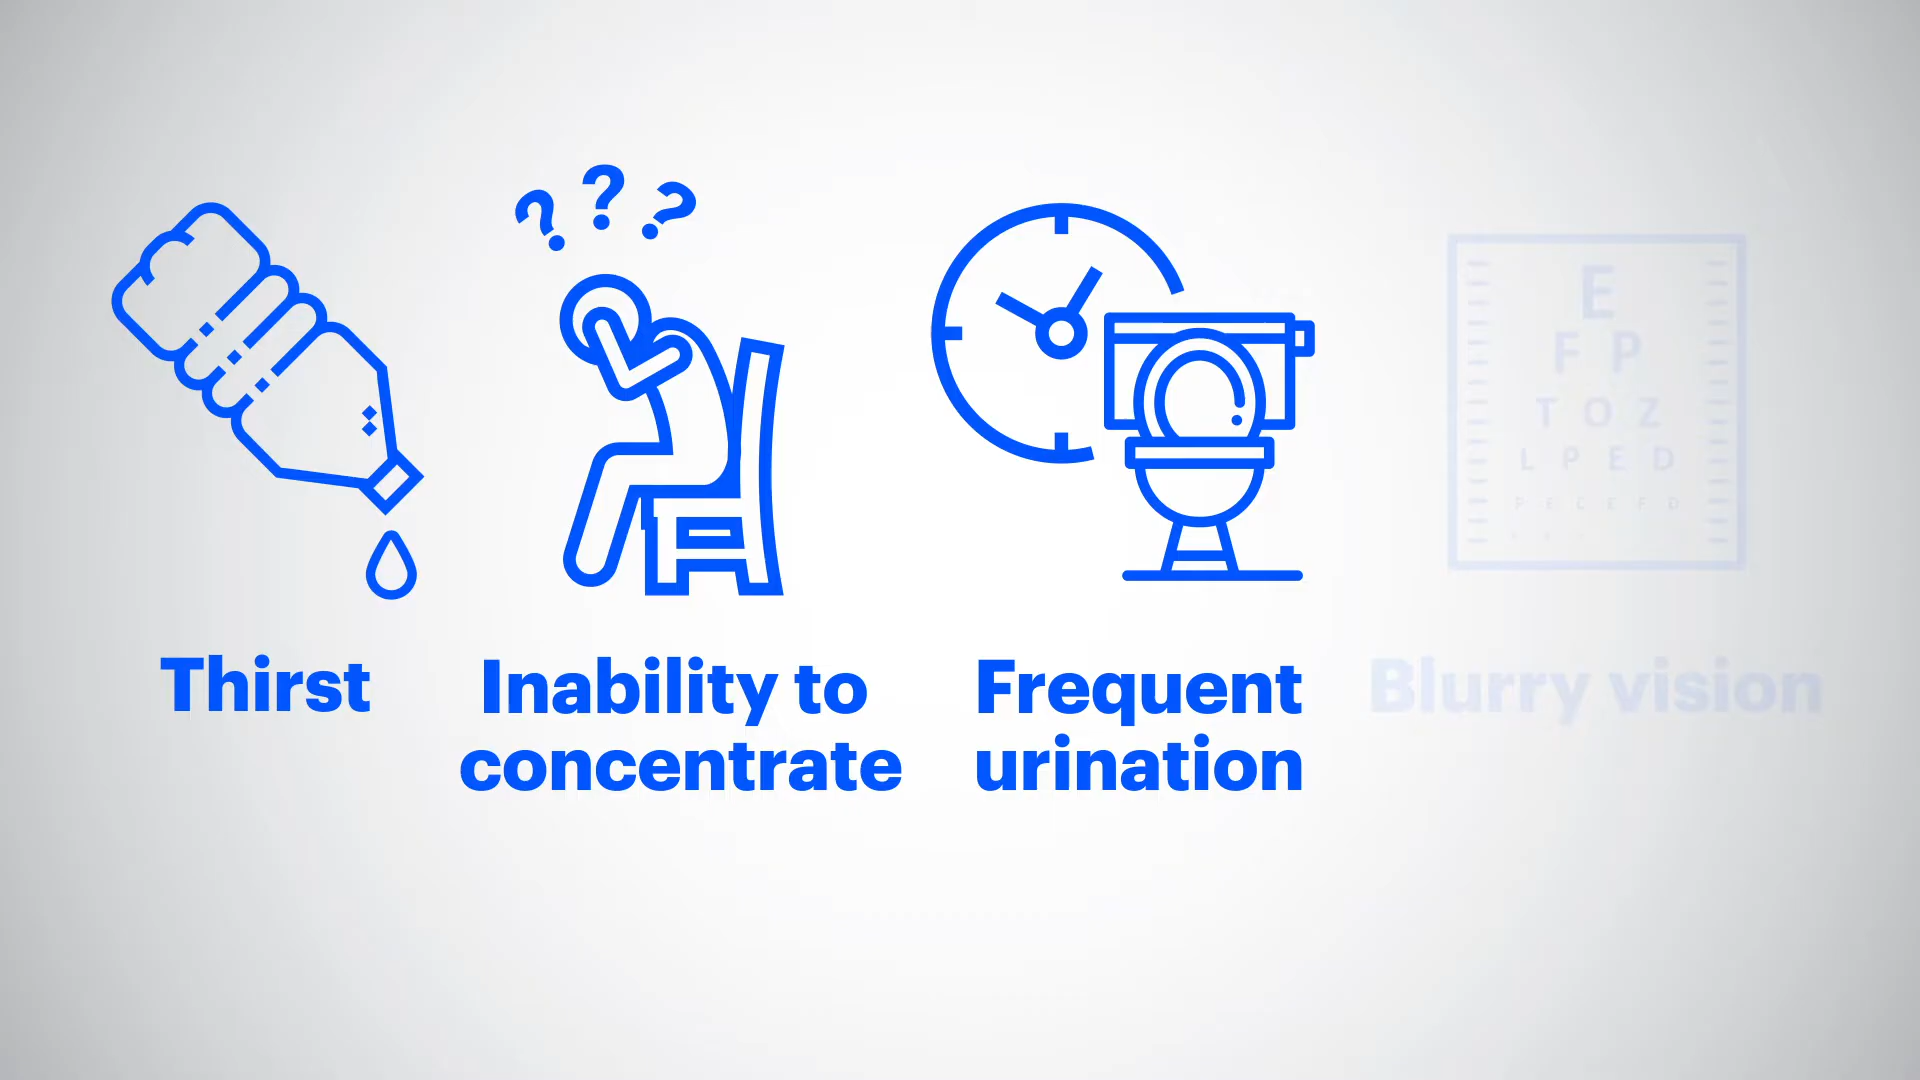 ? ? ?
E
F P
T O Z
L P E D
P E C F D
Thirst
Inability to
concentrate
Frequent
urination
Blurry vision